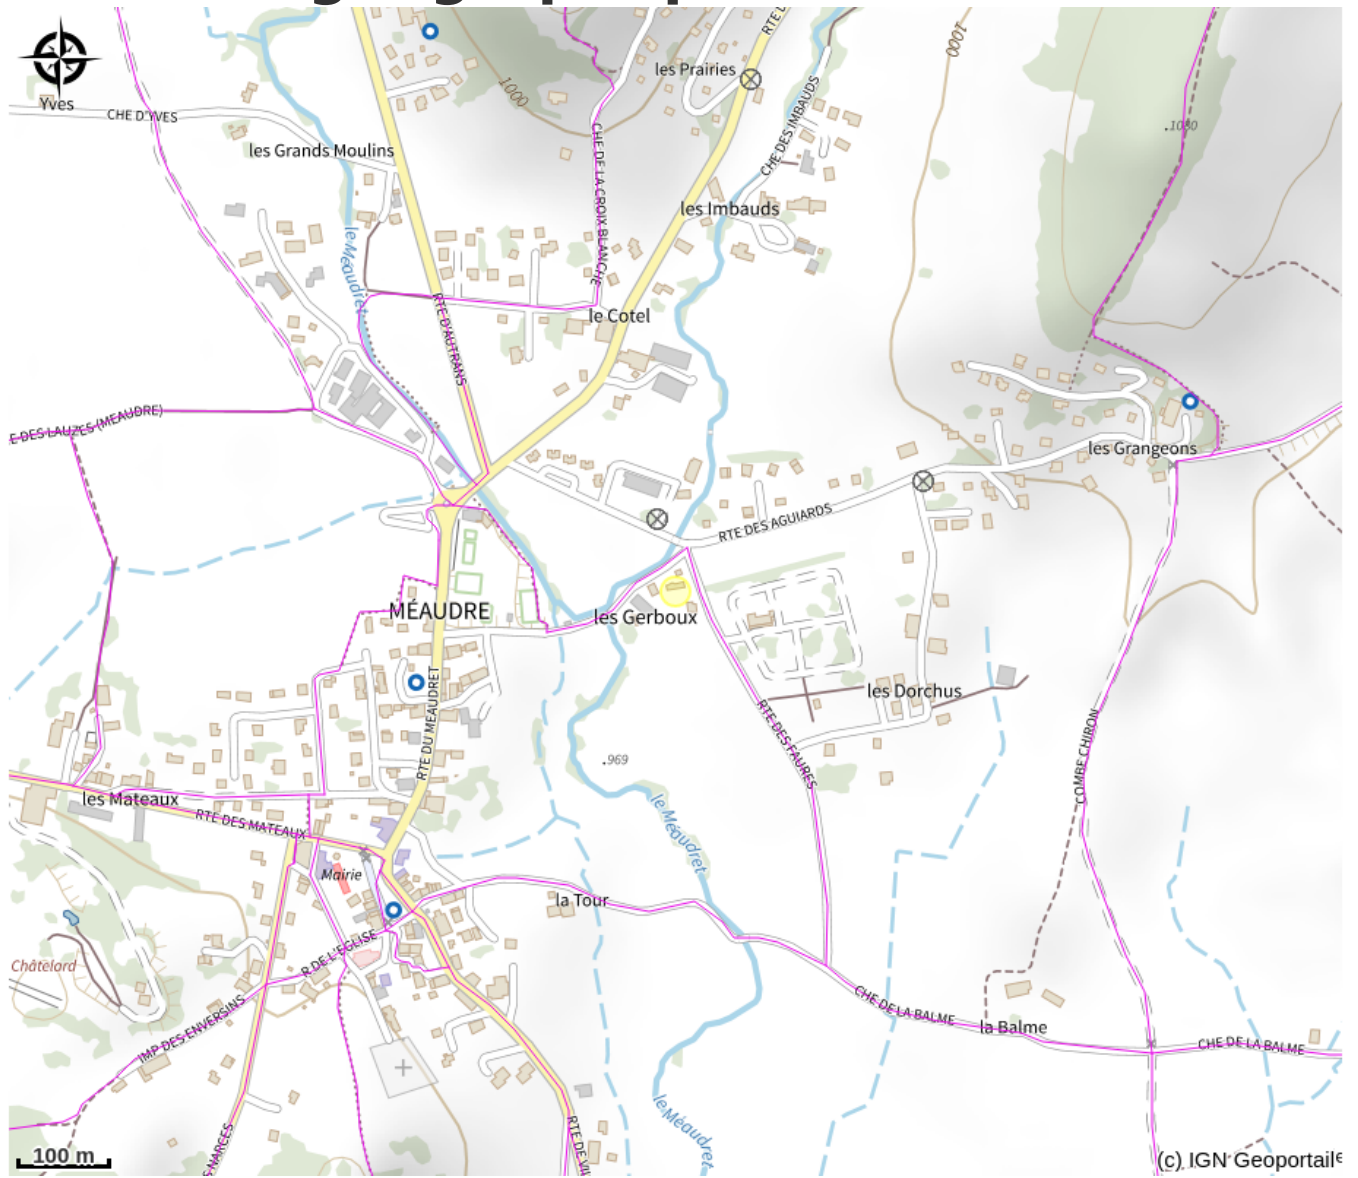 Yves
CHE D'YVES
les Grands Moulins
1000
les Prairies
CHE DES IMBAUDS
1000
.1080
CHE DE LA CROIX BLANCHE
les Imbauds
le Méaudret
RTE D'AUTRANS
le Cotel
E DES LAUZES (MEAUDRE)
les Grangeons
RTE DES AGUIARDS
MÉAUDRE
les Gerboux
les Dorchus
RTE DU MEAUDRET
RTE DES FAURES
COMBE CHIRON
.969
les Mateaux
RTE DES MATEAUX
le Méaudret
Mairie
la Tour
R DE L'EGLISE
Châtelord
IMP DES ENVERSINS
CHE DE LA BALME
la Balme
CHE DE LA BALME
le Méaudret
100 m
(c) IGN Geoportail